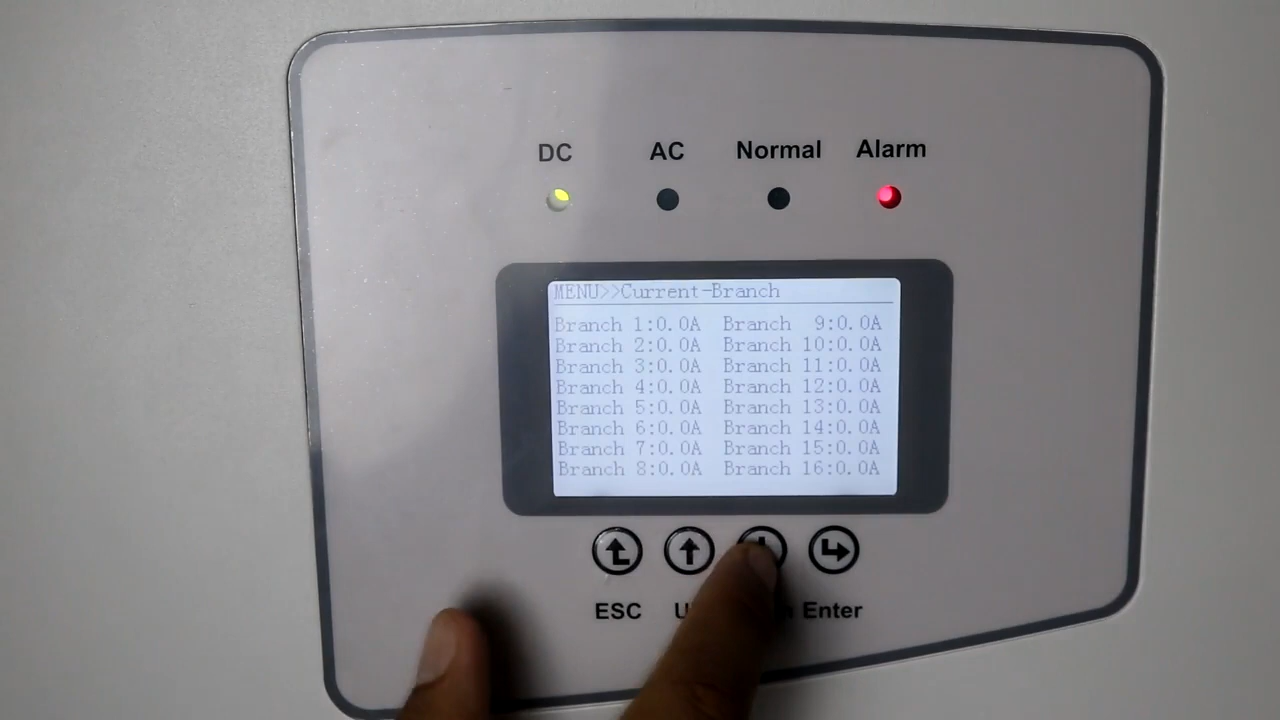 DC AC Normal Alarm
MENU>>Current-Branch
Branch 1:0.0A Branch 9:0.0A
Branch 2:0.0A Branch 10:0.0A
Branch 3:0.0A Branch 11:0.0A
Branch 4:0.0A Branch 12:0.0A
Branch 5:0.0A Branch 13:0.0A
Branch 6:0.0A Branch 14:0.0A
Branch 7:0.0A Branch 15:0.0A
Branch 8:0.0A Branch 16:0.0A
ESC Enter